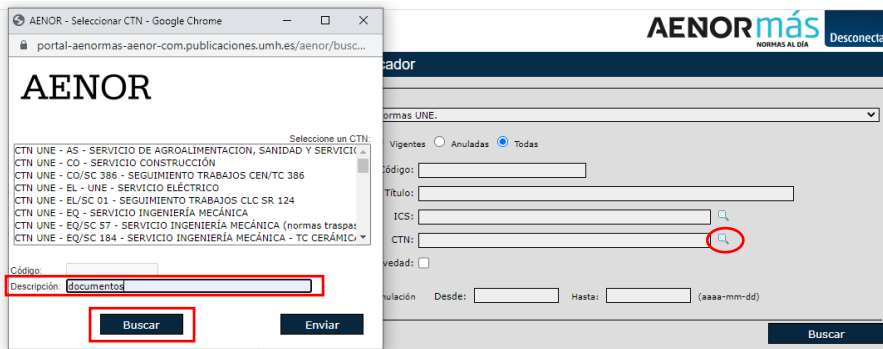 AENOR - Seleccionar CTN - Google Chrome
portal-aenormas-aenor-com.publicaciones.umh.es/aenor/busc...
AENOR
Seleccione un CTN:
CTN UNE - AS - SERVICIO DE AGROALIMENTACION, SANIDAD Y SERVICIO
CTN UNE - CO - SERVICIO CONSTRUCCIÓN
CTN UNE - CO/SC 386 - SEGUIMIENTO TRABAJOS CEN/TC 386
CTN UNE - EL - UNE - SERVICIO ELÉCTRICO
CTN UNE - EL/SC 01 - SEGUIMIENTO TRABAJOS CLC SR 124
CTN UNE - EQ - SERVICIO INGENIERÍA MECÁNICA
CTN UNE - EQ/SC 57 - SERVICIO INGENIERÍA MECÁNICA (normas traspas
CTN UNE - EQ/SC 184 - SERVICIO INGENIERÍA MECÁNICA - TC CERÁMIC
Código:
Descripción: documentos
Buscar
Enviar
AENORmás
NORMAS AL DÍA
Desconecta
cador
ormas UNE.
Vigentes Anuladas Todas
Código:
Título:
ICS:
CTN:
vedad:
nulación Desde: Hasta: (aaaa-mm-dd)
Buscar